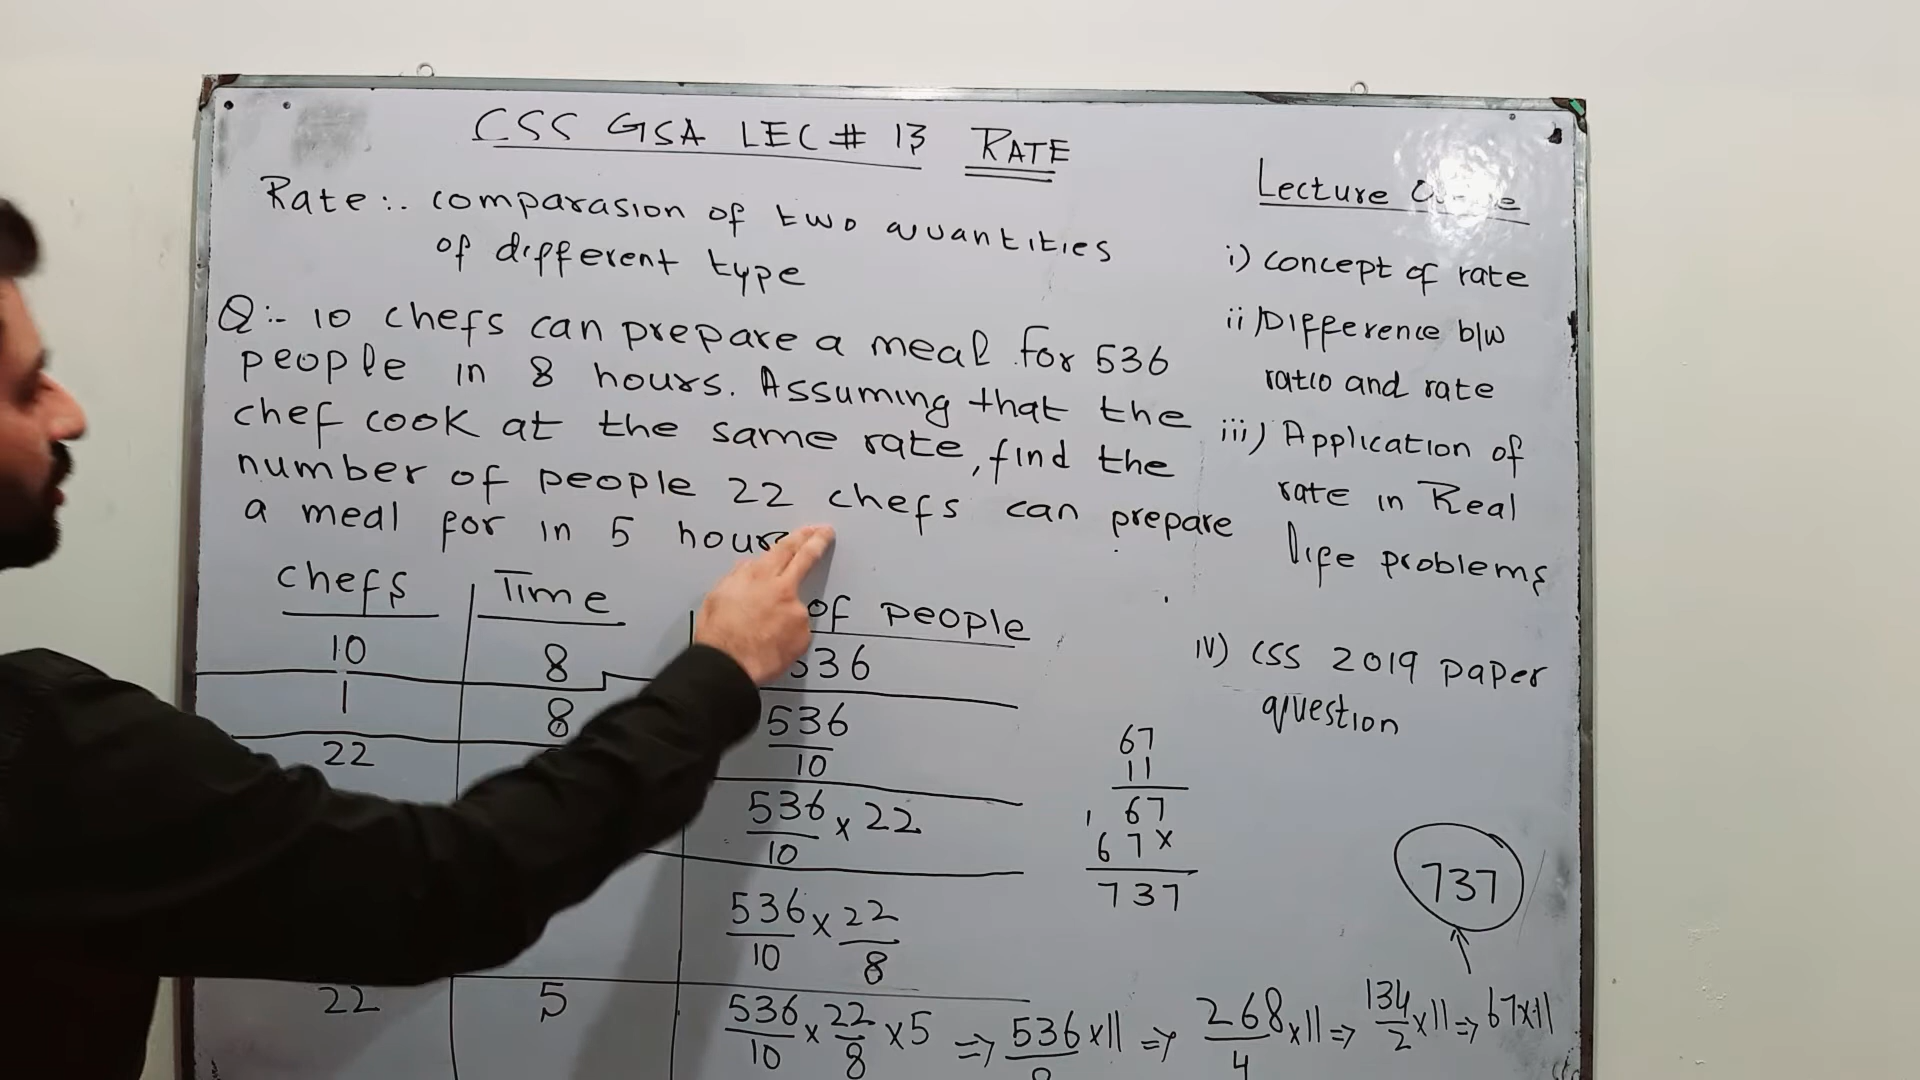 CSS GSA LEC # 13 RATE
Rate:. comparasion of two quantities
of different type
Q:- 10 chefs can prepare a meal for 536
people in 8 hours. Assuming that the
chef cook at the same rate, find the
number of people 22 chefs can prepare
a meal for in 5 hours
Lecture
i) concept of rate
ii) Difference b/w
ratio and rate
iii) Application of
rate in Real
life problems
iv) CSS 2019 paper
question
chefs Time of people
10 8 536
1 8 536
10
22 536 x 22
10
536 x 22
10 8
22 5 536 x 22 x 5 => 536 x 11 => 268 x 11 => 134 x 11 => 67 x 11
10 8 4 2
67
11
1 67
67x
737
737